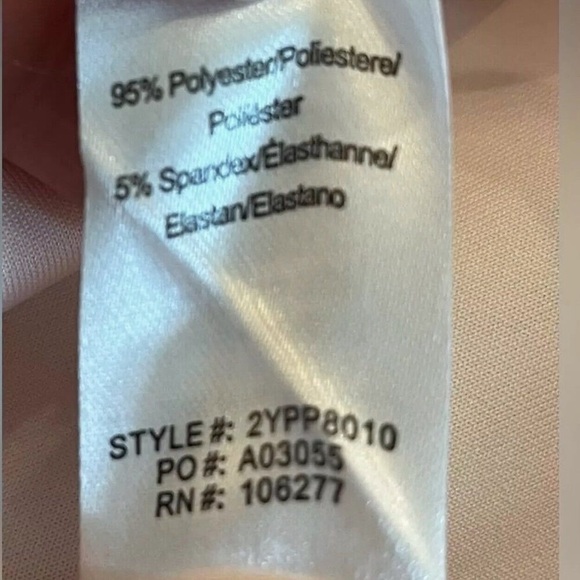 95% Polyester/Poliestere/
Poliéster
5% Spandex/Élasthanne/
Elastan/Elastano
STYLE#: 2YPP8010
PO#: A03055
RN#: 106277